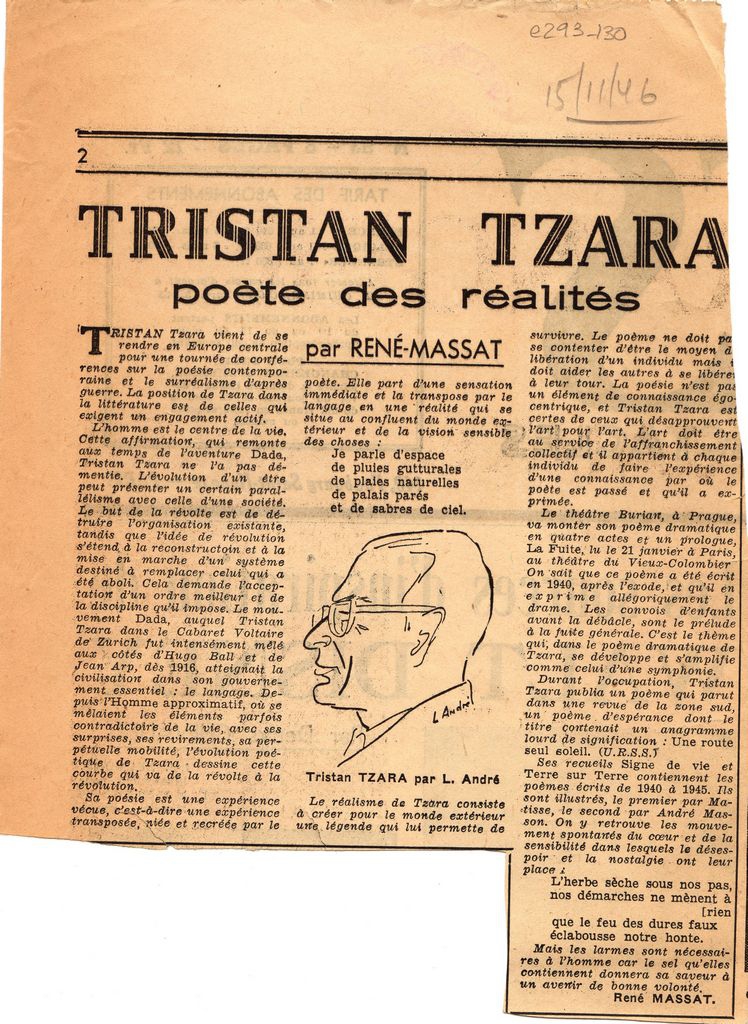 e293-130
15/11/46
2
TRISTAN TZARA
poète des réalités
par RENÉ-MASSAT
TRISTAN Tzara vient de se
rendre en Europe centrale
pour une tournée de confé-
rences sur la poésie contempo-
raine et le surréalisme d'après
guerre. La position de Tzara dans
la littérature est de celles qui
exigent un engagement actif.
L'homme est le centre de la vie.
Cette affirmation, qui remonte
aux temps de l'aventure Dada,
Tristan Tzara ne l'a pas dé-
mentie. L'évolution d'un être
peut présenter un certain paral-
lélisme avec celle d'une société.
Le but de la révolte est de dé-
truire l'organisation existante,
tandis que l'idée de révolution
s'étend à la reconstructoin et à la
mise en marche d'un système
destiné à remplacer celui qui a
été aboli. Cela demande l'accep-
tation d'un ordre meilleur et de
la discipline qu'il impose. Le mou-
vement Dada, auquel Tristan
Tzara dans le Cabaret Voltaire
de Zurich fut intensément mêlé
aux côtés d'Hugo Ball et de
Jean Arp, dès 1916, atteignait la
civilisation dans son gouverne-
ment essentiel : le langage. De-
puis l'Homme approximatif, où se
mêlaient les éléments parfois
contradictoire de la vie, avec ses
surprises, ses revirements, sa per-
pétuelle mobilité, l'évolution poé-
tique de Tzara dessine cette
courbe qui va de la révolte à la
révolution.
Sa poésie est une expérience
vécue, c'est-à-dire une expérience
transposée, niée et recréée par le
poète. Elle part d'une sensation
immédiate et la transpose par le
langage en une réalité qui se
situe au confluent du monde ex-
térieur et de la vision sensible
des choses :
Je parle d'espace
de pluies gutturales
de plaies naturelles
de palais parés
et de sabres de ciel.
L André
Tristan TZARA par L. André
Le réalisme de Tzara consiste
à créer pour le monde extérieur
une légende qui lui permette de
survivre. Le poème ne doit pa
se contenter d'être le moyen d
libération d'un individu mais i
doit aider les autres à se libére
à leur tour. La poésie n'est pa
un élément de connaissance égo-
centrique, et Tristan Tzara est
certes de ceux qui désapprouvent
l'art pour l'art. L'art doit être
au service de l'affranchissement
collectif et il appartient à chaque
individu de faire l'expérience
d'une connaissance par où le
poète est passé et qu'il a ex-
primée.
Le théâtre Burian, à Prague,
va monter son poème dramatique
en quatre actes et un prologue,
La Fuite, lu le 21 janvier à Paris,
au théâtre du Vieux-Colombier
On sait que ce poème a été écrit
en 1940, après l'exode, et qu'il en
exprime allégoriquement le
drame. Les convois d'enfants
avant la débâcle, sont le prélude
à la fuite générale. C'est le thème
qui, dans le poème dramatique de
Tzara, se développe et s'amplifie
comme celui d'une symphonie.
Durant l'ogcupation, Tristan
Tzara publia un poème qui parut
dans une revue de la zone sud,
un poème d'espérance dont le
titre contenait un anagramme
lourd de signification : Une route
seul soleil. (U.R.S.S.)
Ses recueils Signe de vie et
Terre sur Terre contiennent les
poèmes écrits de 1940 à 1945. Ils
sont illustrés, le premier par Ma-
tisse, le second par André Mas-
son. On y retrouve les mouve-
ment spontanés du cœur et de la
sensibilité dans lesquels le déses-
poir et la nostalgie ont leur
place :
L'herbe sèche sous nos pas,
nos démarches ne mènent à
[rien
que le feu des dures faux
éclabousse notre honte.
Mais les larmes sont nécessai-
res à l'homme car le sel qu'elles
contiennent donnera sa saveur à
un avenir de bonne volonté.
René MASSAT.